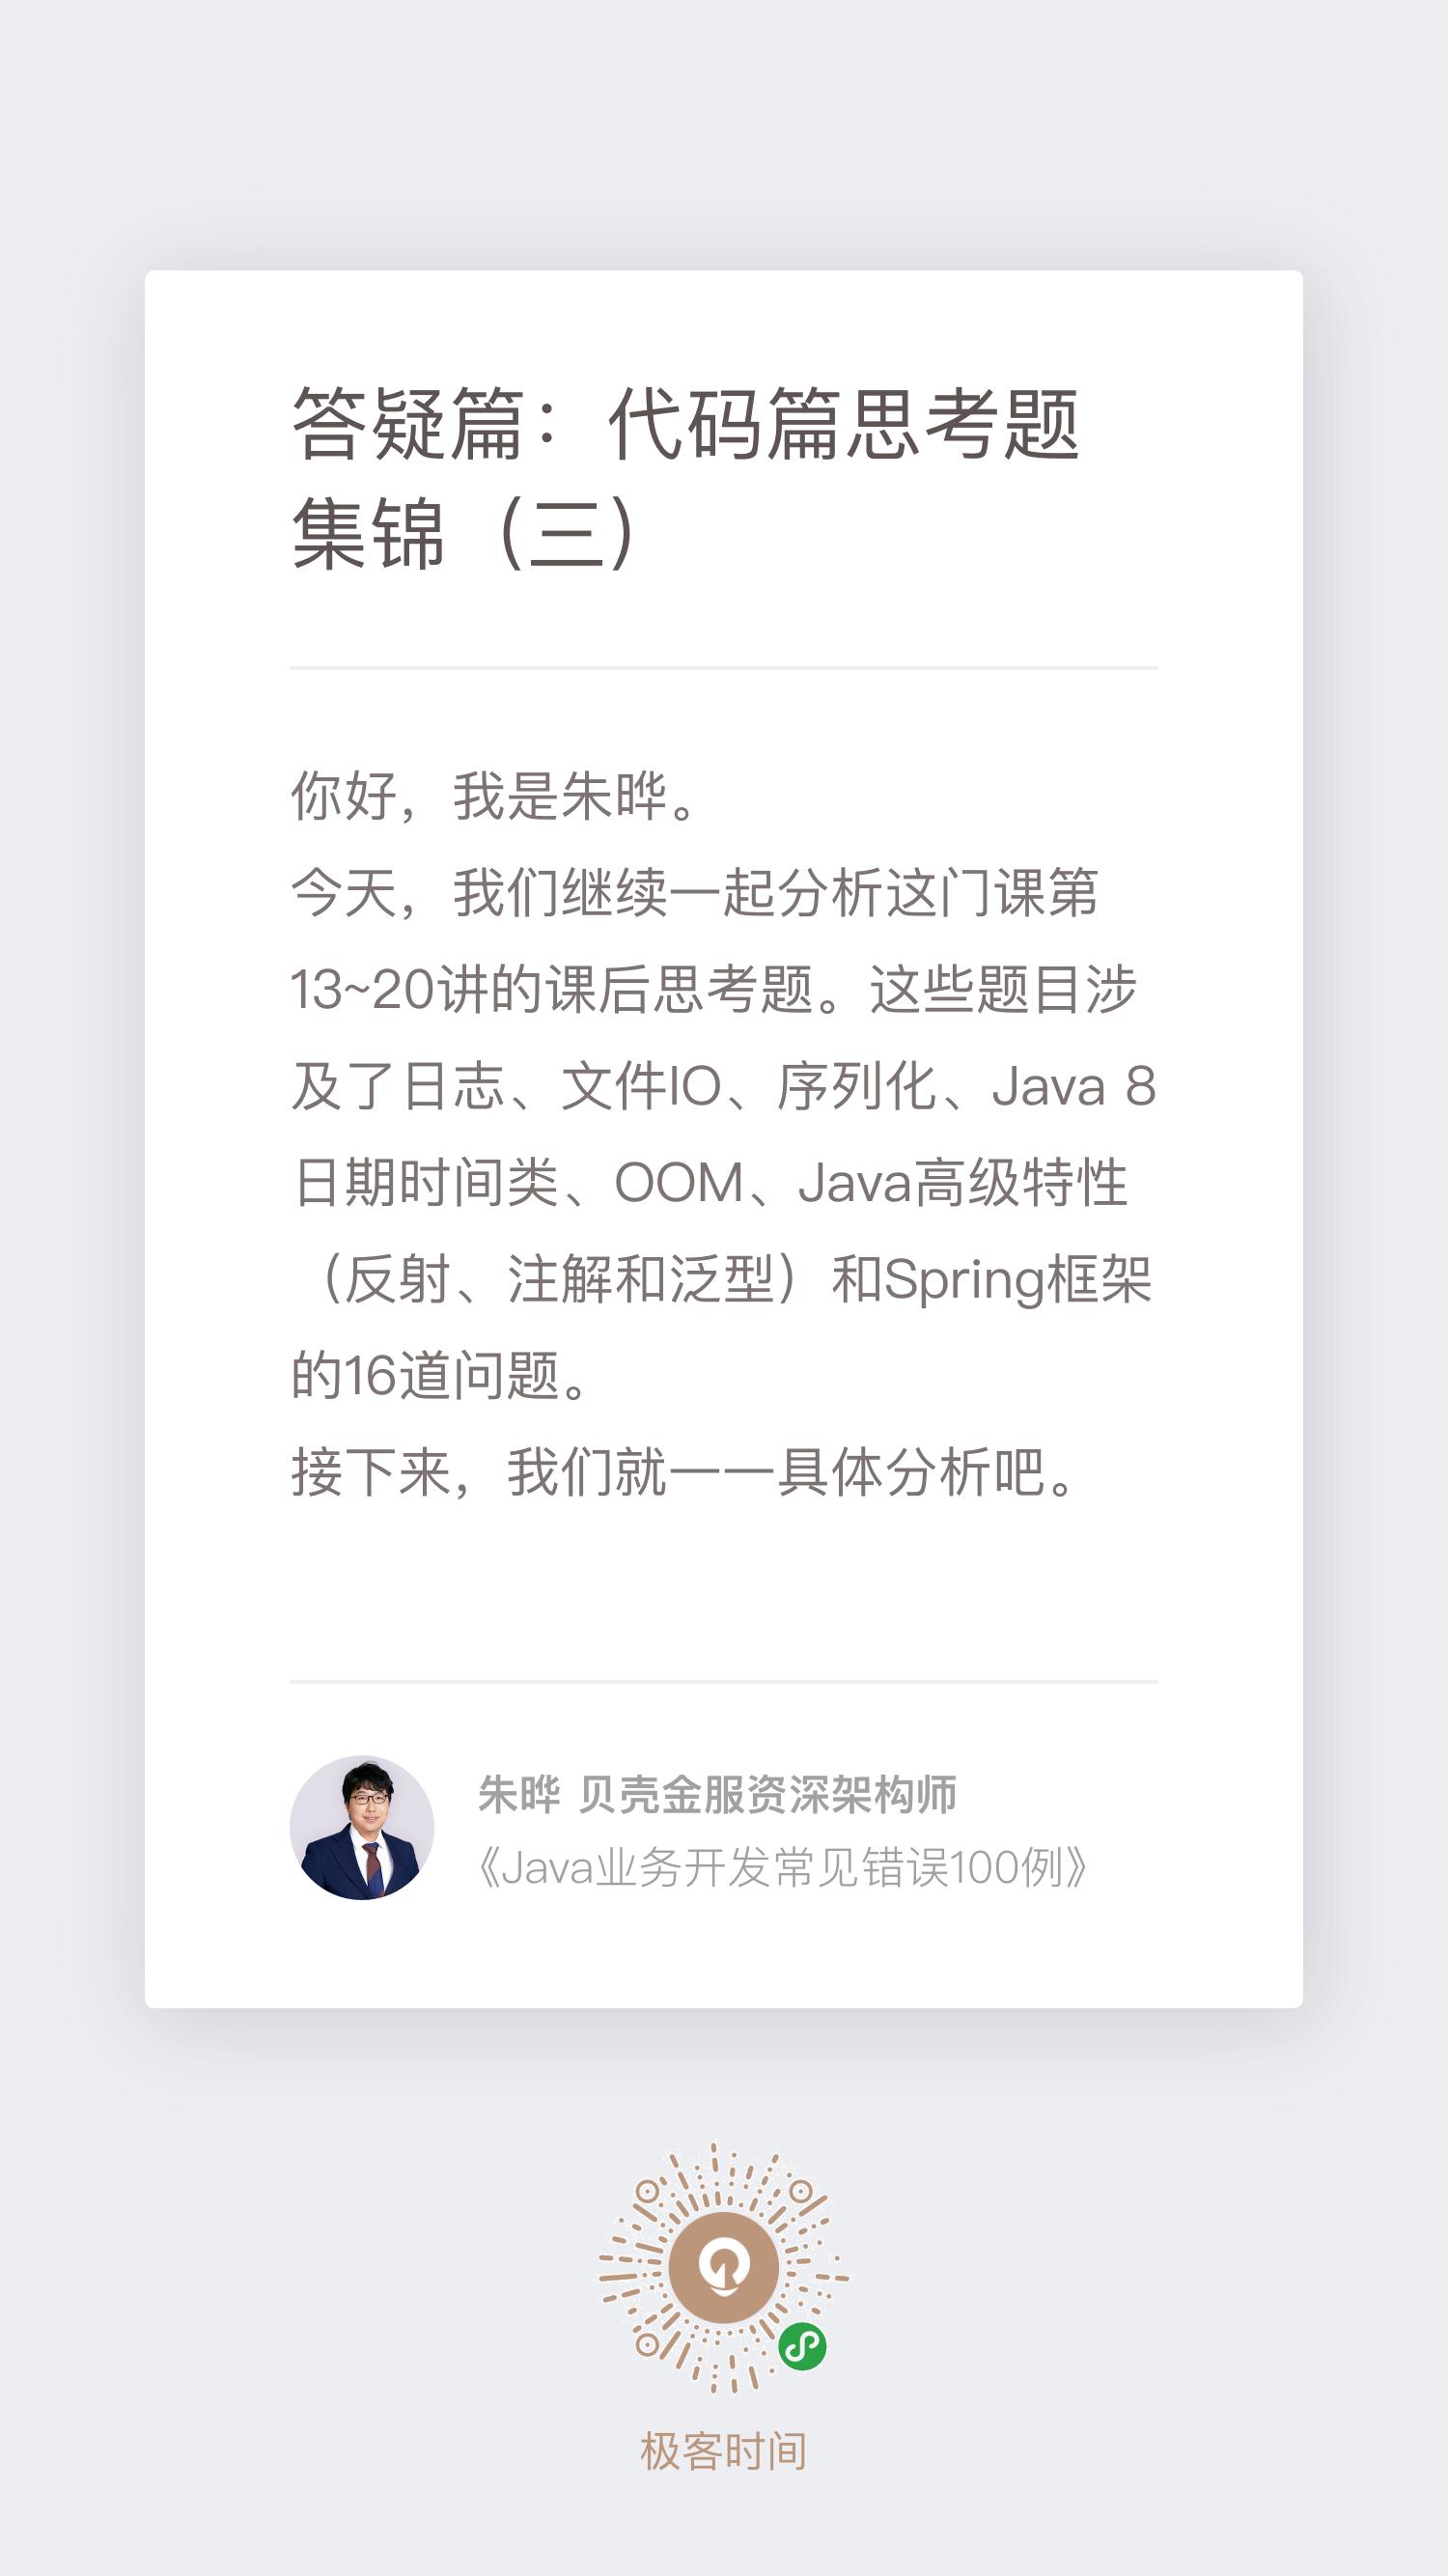 答疑篇：代码篇思考题
集锦（三）
你好，我是朱晔。
今天，我们继续一起分析这门课第
13~20讲的课后思考题。这些题目涉
及了日志、文件IO、序列化、Java 8
日期时间类、OOM、Java高级特性
（反射、注解和泛型）和Spring框架
的16道问题。
接下来，我们就一一具体分析吧。
朱晔 贝壳金服资深架构师
《Java业务开发常见错误100例》
极客时间